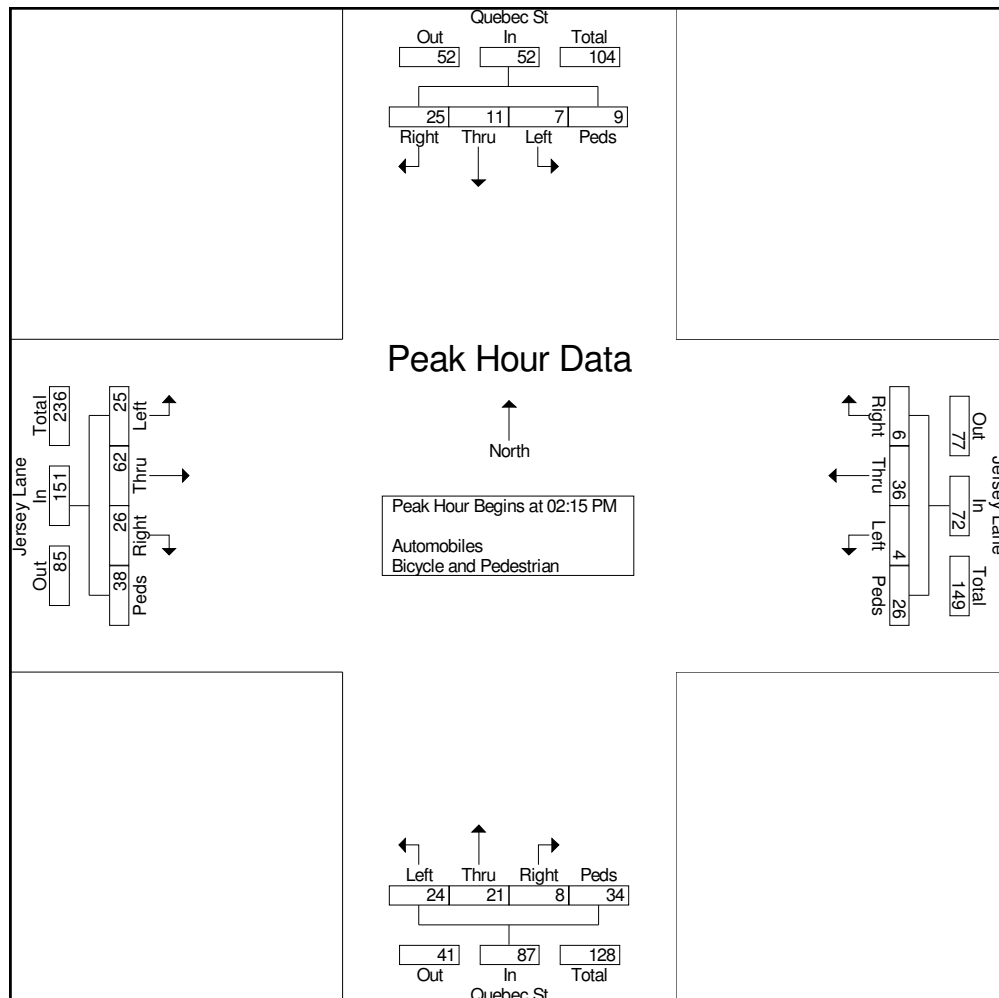 Quebec St
Out In Total
52 52 104
25 11 7 9
Right Thru Left Peds
Peak Hour Data
North
Peak Hour Begins at 02:15 PM
Automobiles
Bicycle and Pedestrian
Jersey Lane
Out In Total
85 151 236
38 26 62 25
Peds Right Thru Left
Jersey Lane
Out In Total
77 72 149
6 36 4 26
Right Thru Left Peds
Left Thru Right Peds
24 21 8 34
41 87 128
Out In Total
Quebec St